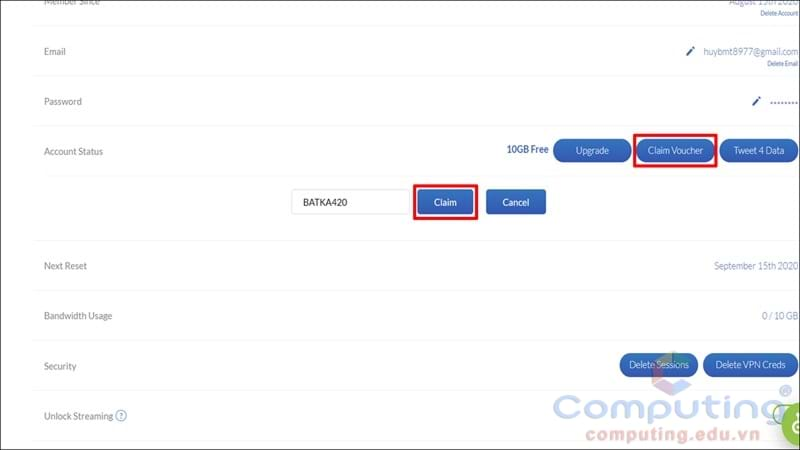 Member Since August 15th 2020
Delete Account
Email huybmt8977@gmail.com
Delete Email
Password ••••••••
Account Status 10GB Free Upgrade Claim Voucher Tweet 4 Data
BATKA420 Claim Cancel
Next Reset September 15th 2020
Bandwidth Usage 0 / 10 GB
Security Delete Sessions Delete VPN Creds
Unlock Streaming ?
Computing®
computing.edu.vn